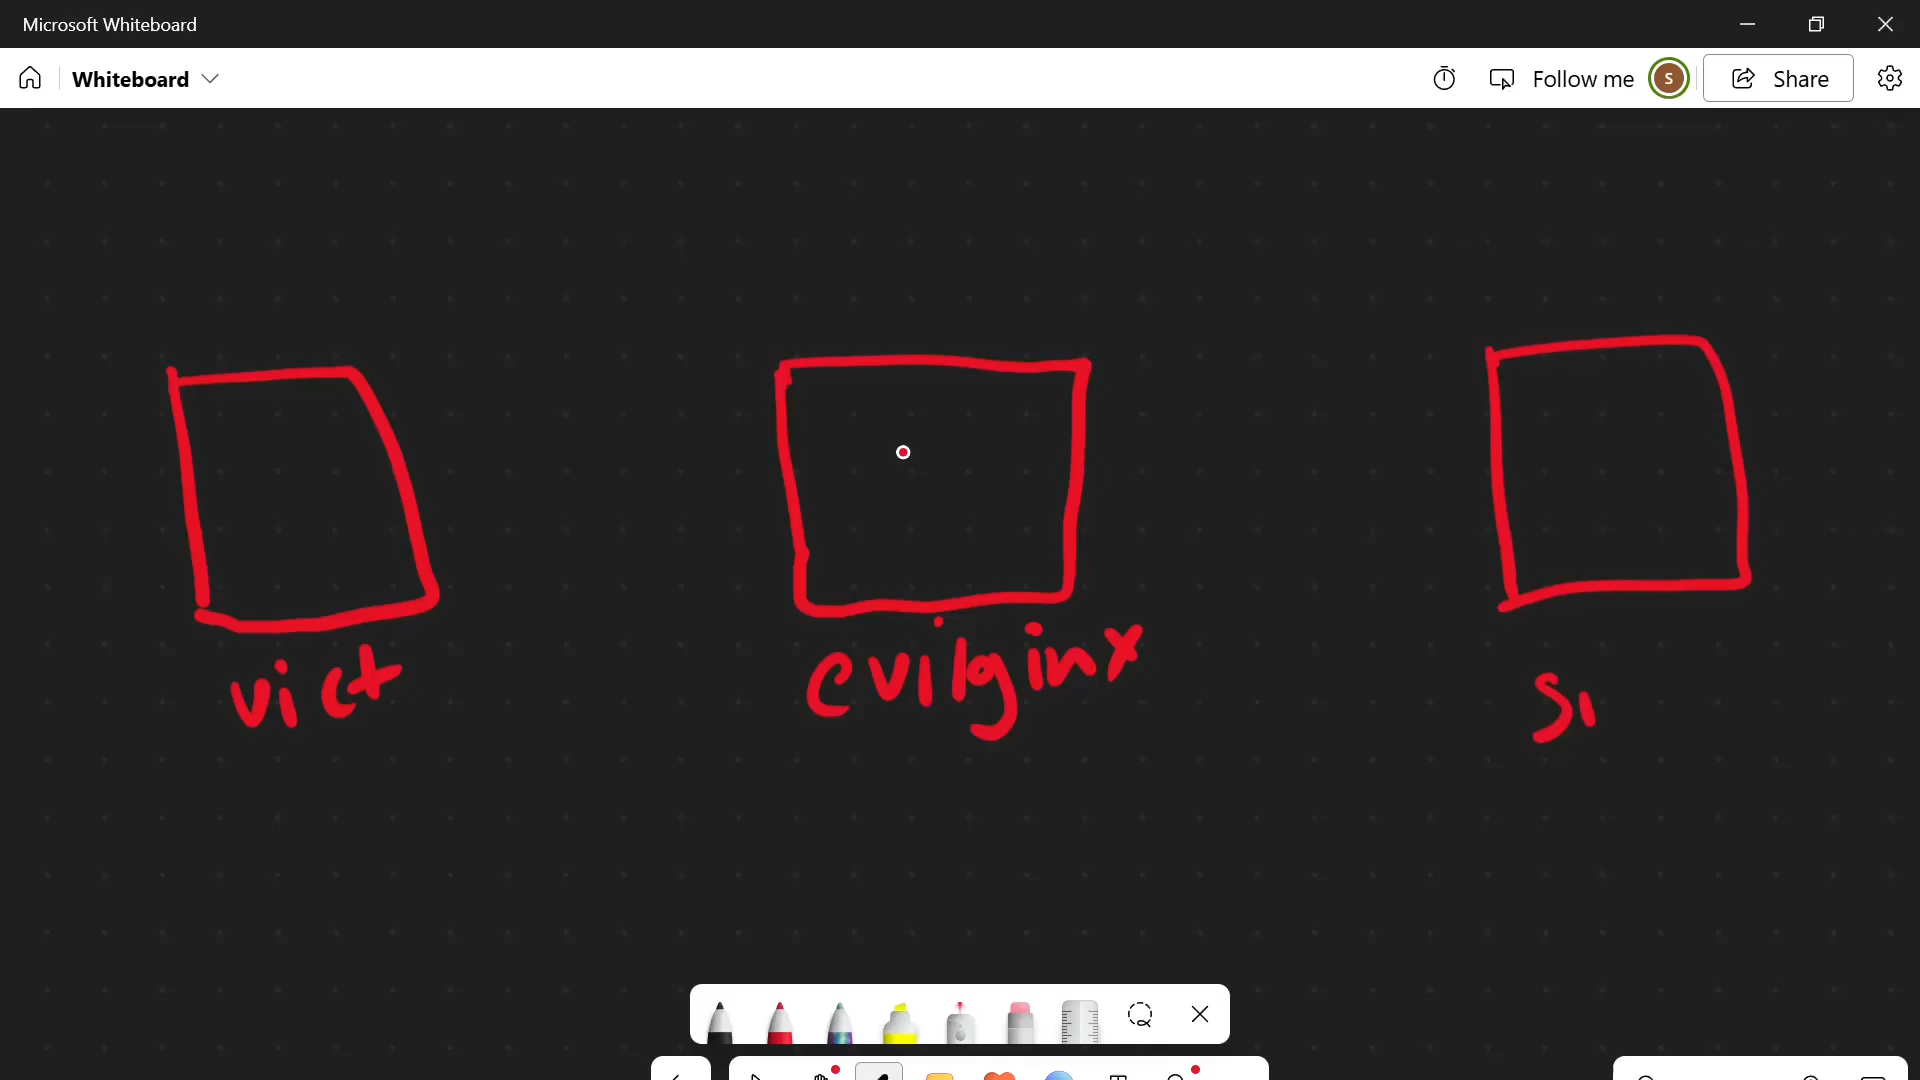 Microsoft Whiteboard
Whiteboard
Follow me
S
Share
vict
evilginx
si